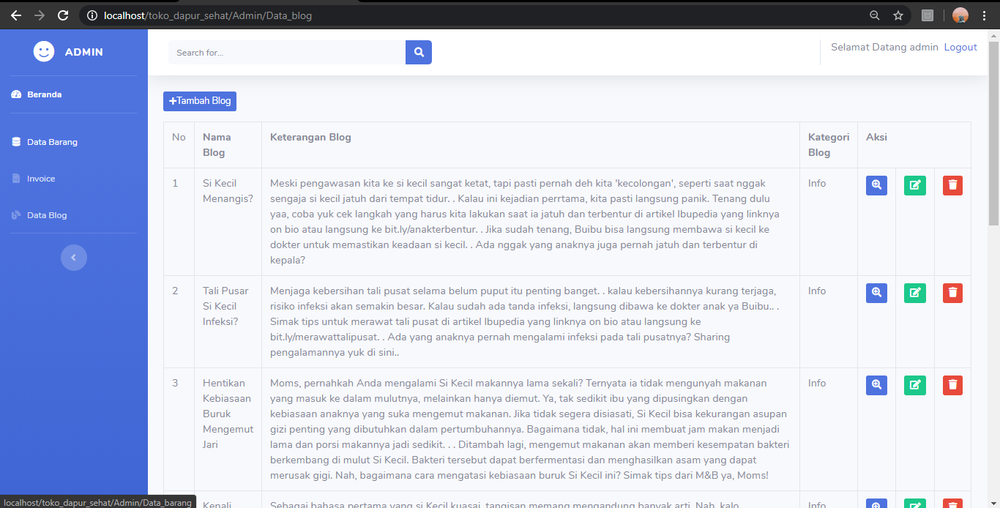 localhost/toko_dapur_sehat/Admin/Data_blog
ADMIN
Search for...
Selamat Datang admin Logout
Beranda
Data Barang
Invoice
Data Blog
Tambah Blog
No
Nama
Blog
Keterangan Blog
Kategori
Blog
Aksi
1
Si Kecil
Menangis?
Meski pengawasan kita ke si kecil sangat ketat, tapi pasti pernah deh kita 'kecolongan', seperti saat nggak
sengaja si kecil jatuh dari tempat tidur. . Kalau ini kejadian perrtama, kita pasti langsung panik. Tenang dulu
yaa, coba yuk cek langkah yang harus kita lakukan saat ia jatuh dan terbentur di artikel Ibupedia yang linknya
on bio atau langsung ke bit.ly/anakterbentur. . Jika sudah tenang, Buibu bisa langsung membawa si kecil ke
dokter untuk memastikan keadaan si kecil. . Ada nggak yang anaknya juga pernah jatuh dan terbentur di
kepala?
Info
2
Tali Pusar
Si Kecil
Infeksi?
Menjaga kebersihan tali pusat selama belum puput itu penting banget. . kalau kebersihannya kurang terjaga,
risiko infeksi akan semakin besar. Kalau sudah ada tanda infeksi, langsung dibawa ke dokter anak ya Buibu.. .
Simak tips untuk merawat tali pusat di artikel Ibupedia yang linknya on bio atau langsung ke
bit.ly/merawattalipusat. . Ada yang anaknya pernah mengalami infeksi pada tali pusatnya? Sharing
pengalamannya yuk di sini..
Info
3
Hentikan
Kebiasaan
Buruk
Mengemut
Jari
Moms, pernahkah Anda mengalami Si Kecil makannya lama sekali? Ternyata ia tidak mengunyah makanan
yang masuk ke dalam mulutnya, melainkan hanya diemut. Ya, tak sedikit ibu yang dipusingkan dengan
kebiasaan anaknya yang suka mengemut makanan. Jika tidak segera disiasati, Si Kecil bisa kekurangan asupan
gizi penting yang dibutuhkan dalam pertumbuhannya. Bagaimana tidak, hal ini membuat jam makan menjadi
lama dan porsi makannya jadi sedikit. . . Ditambah lagi, mengemut makanan akan memberi kesempatan bakteri
berkembang di mulut Si Kecil. Bakteri tersebut dapat berfermentasi dan menghasilkan asam yang dapat
merusak gigi. Nah, bagaimana cara mengatasi kebiasaan buruk Si Kecil ini? Simak tips dari M&B ya, Moms!
Info
Kenali
Sebagai bahasa pertama yang si Kecil kuasai, tangisan memang mengandung banyak arti. Nah, kalo
Info
localhost/toko_dapur_sehat/Admin/Data_barang